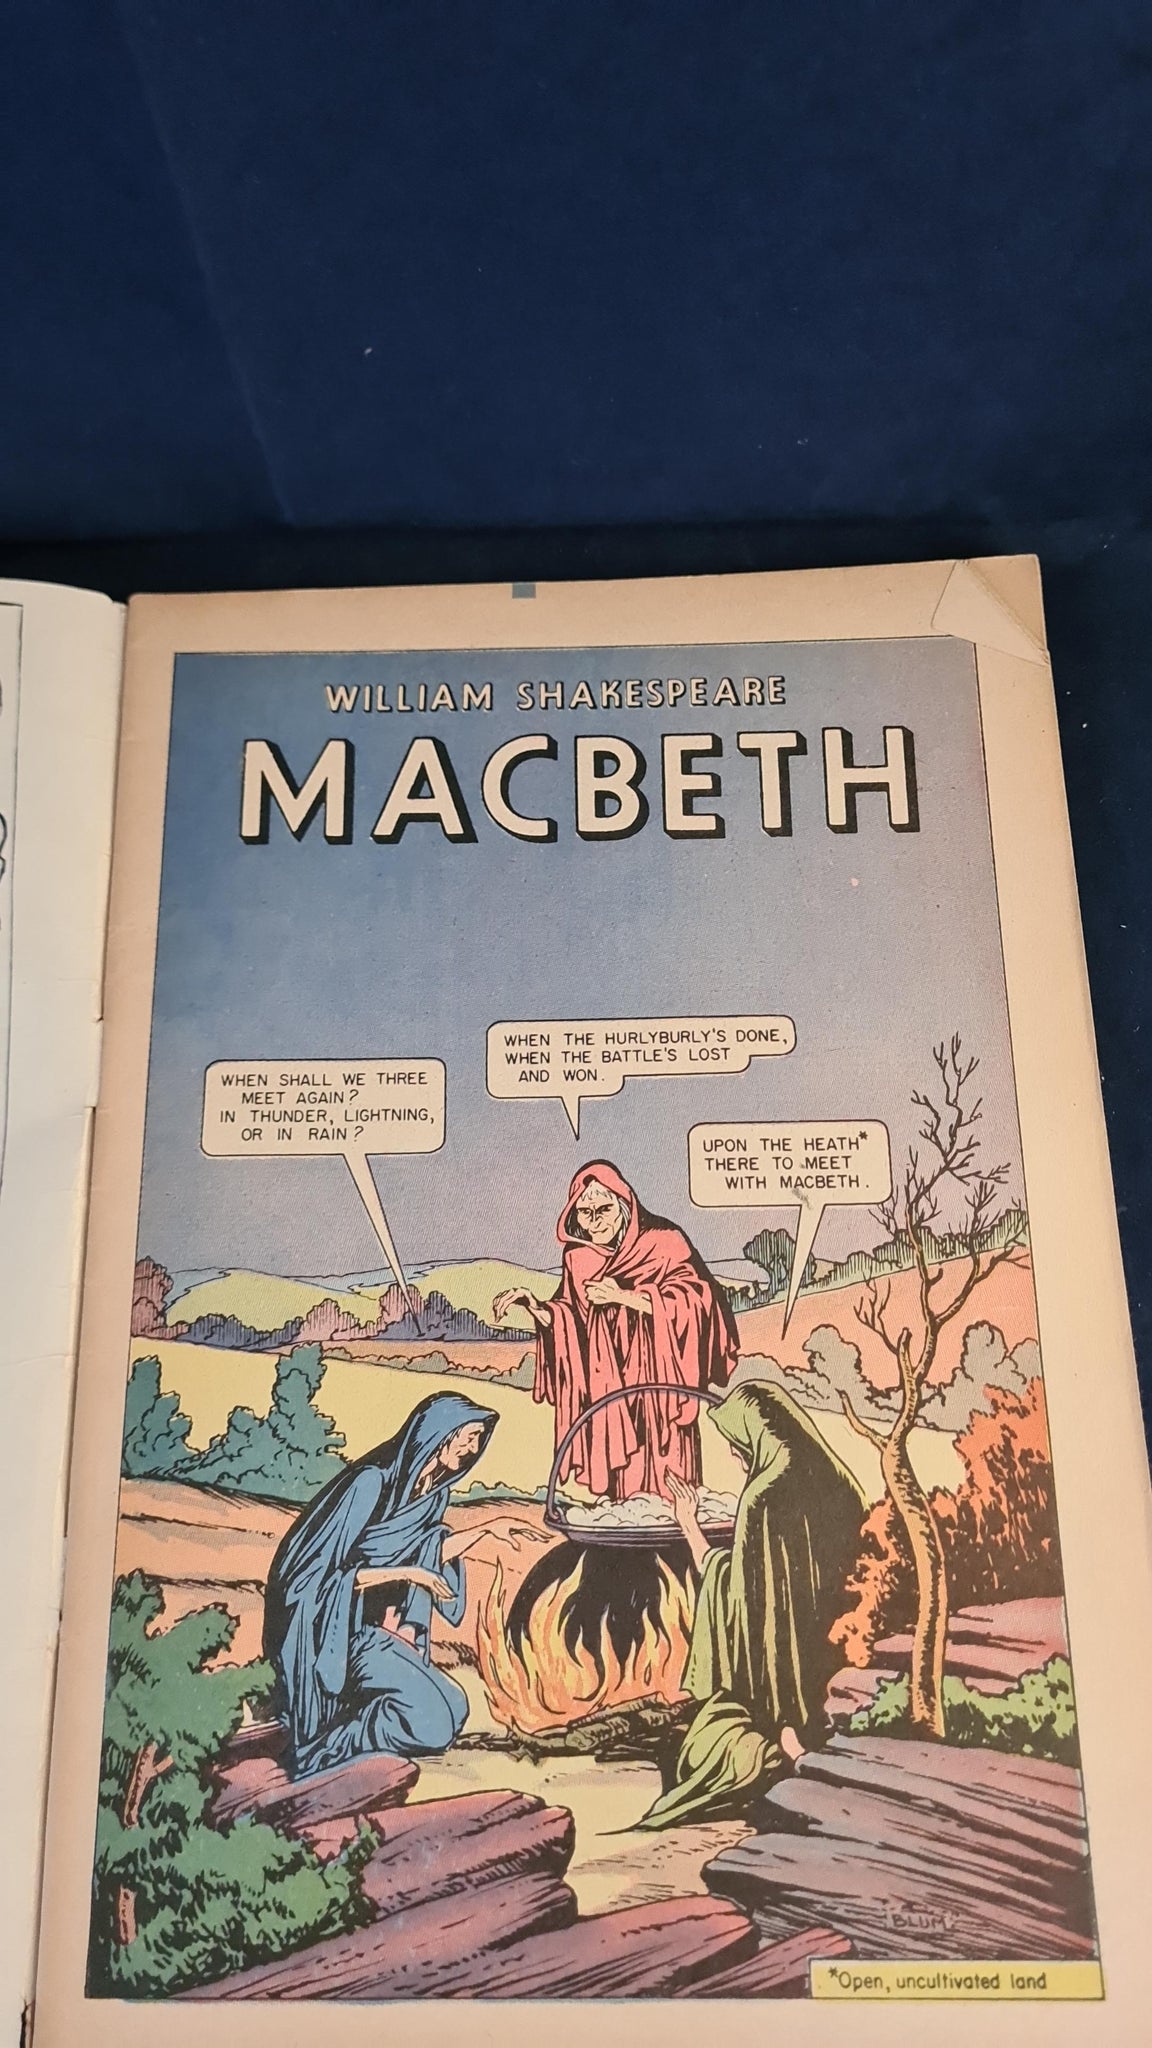 WILLIAM SHAKESPEARE
MACBETH
WHEN SHALL WE THREE
MEET AGAIN?
IN THUNDER, LIGHTNING,
OR IN RAIN?
WHEN THE HURLYBURLY'S DONE,
WHEN THE BATTLE'S LOST
AND WON.
UPON THE HEATH*
THERE TO MEET
WITH MACBETH.
BLUM
*Open, uncultivated land